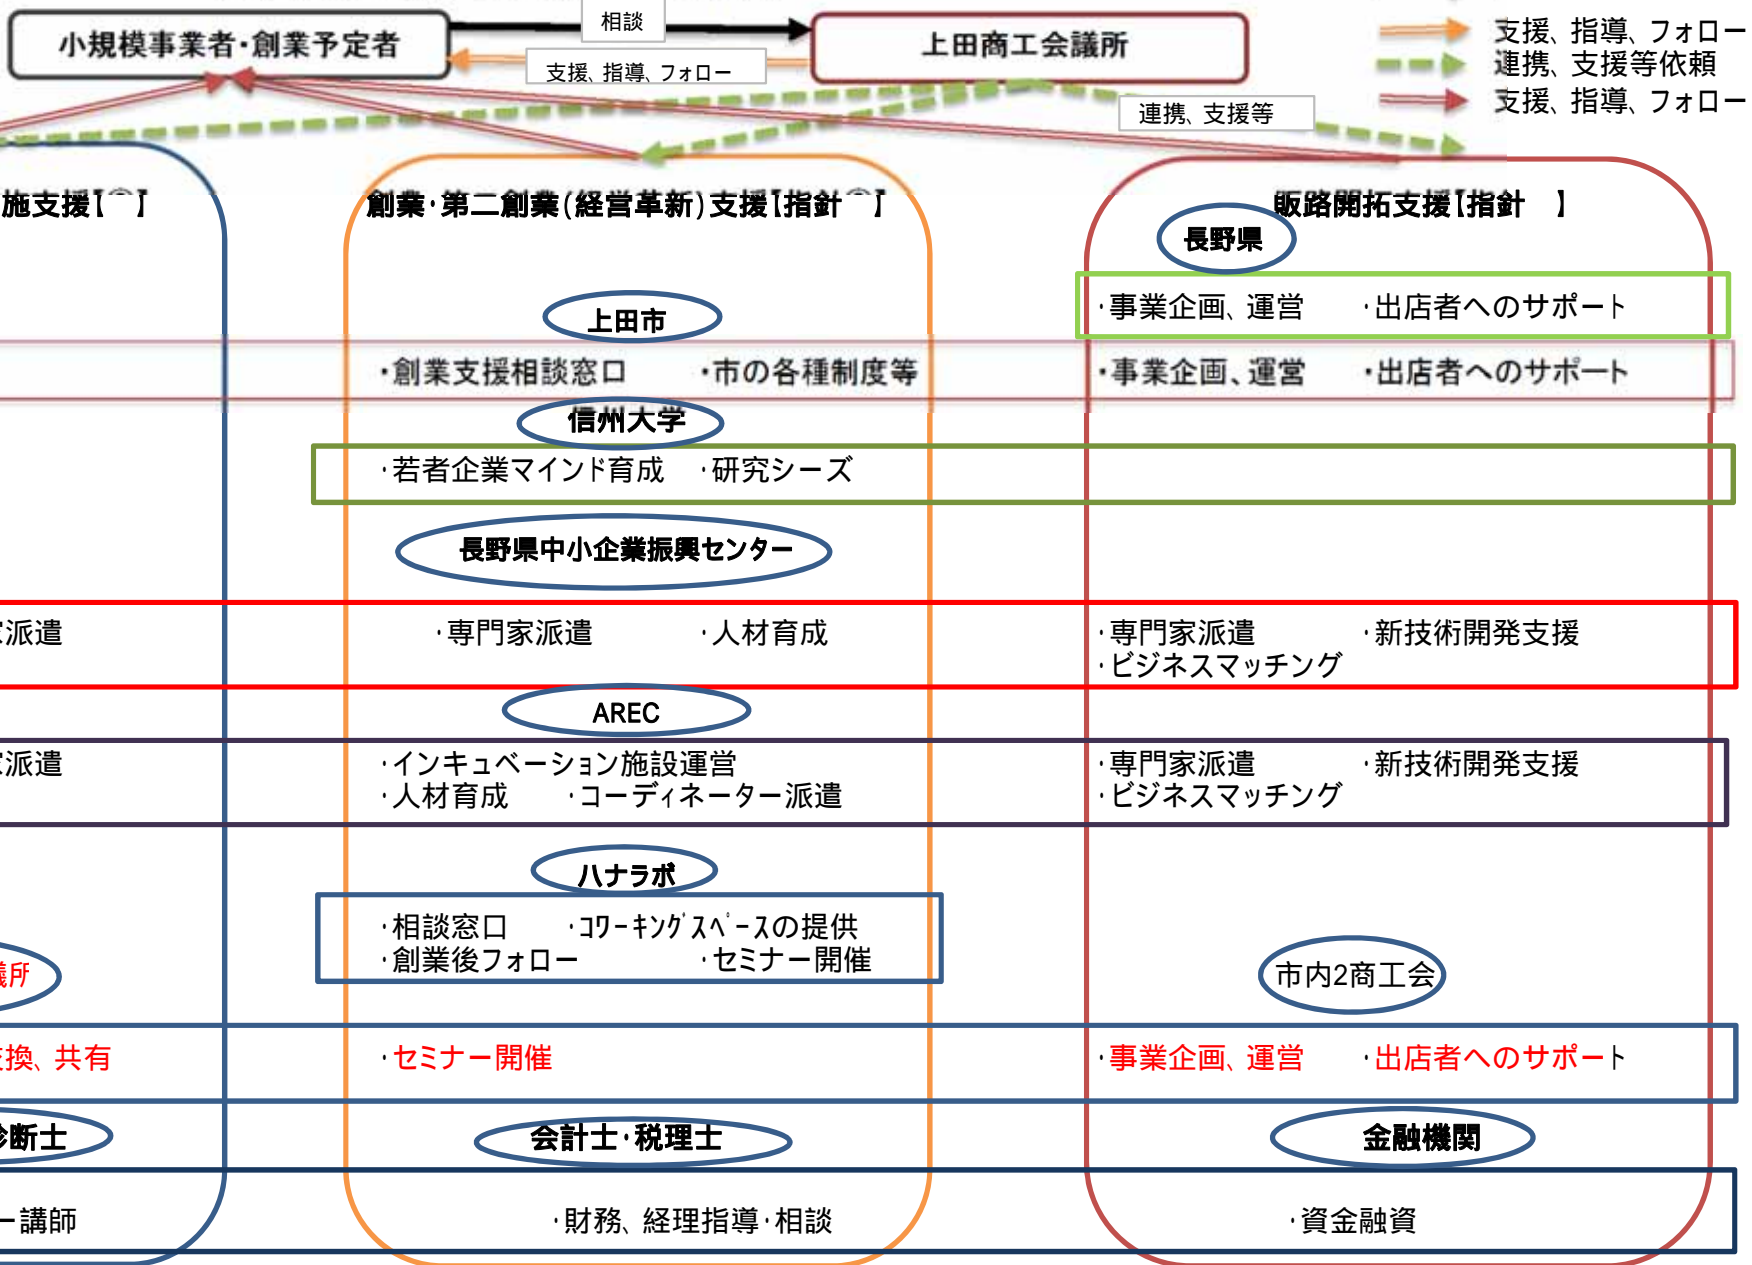 小規模事業者・創業予定者
相談
支援、指導、フォロー
上田商工会議所
支援、指導、フォロー
連携、支援等依頼
支援、指導、フォロー
連携、支援等
施支援【
】
創業・第二創業(経営革新)支援【指針
】
販路開拓支援【指針　】
長野県
・事業企画、運営　・出店者へのサポート
上田市
・創業支援相談窓口　・市の各種制度等
・事業企画、運営　・出店者へのサポート
信州大学
・若者企業マインド育成　・研究シーズ
長野県中小企業振興センター
派遣
・専門家派遣　・人材育成
・専門家派遣　・新技術開発支援
・ビジネスマッチング
AREC
派遣
・インキュベーション施設運営
・人材育成　・コーディネーター派遣
・専門家派遣　・新技術開発支援
・ビジネスマッチング
ハナラボ
・相談窓口　・ｺﾜｰｷﾝｸﾞｽﾍﾟｰｽの提供
・創業後フォロー　・セミナー開催
所
市内2商工会
換、共有
・セミナー開催
・事業企画、運営　・出店者へのサポート
断士
会計士・税理士
金融機関
ー講師
・財務、経理指導・相談
・資金融資